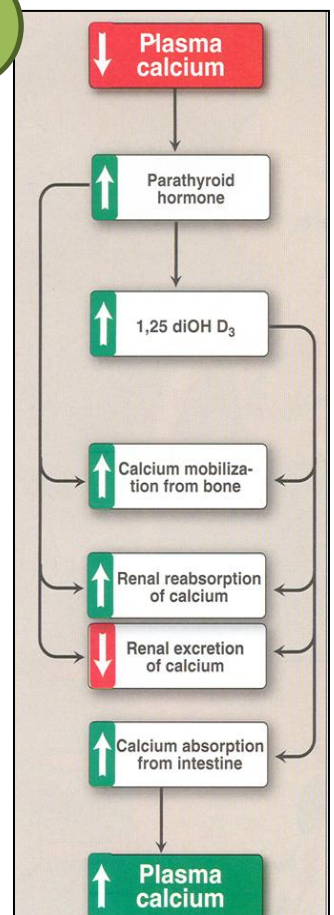 Plasma
calcium
Parathyroid
hormone
1,25 diOH D₃
Calcium mobiliza-
tion from bone
Renal reabsorption
of calcium
Renal excretion
of calcium
Calcium absorption
from intestine
Plasma
calcium